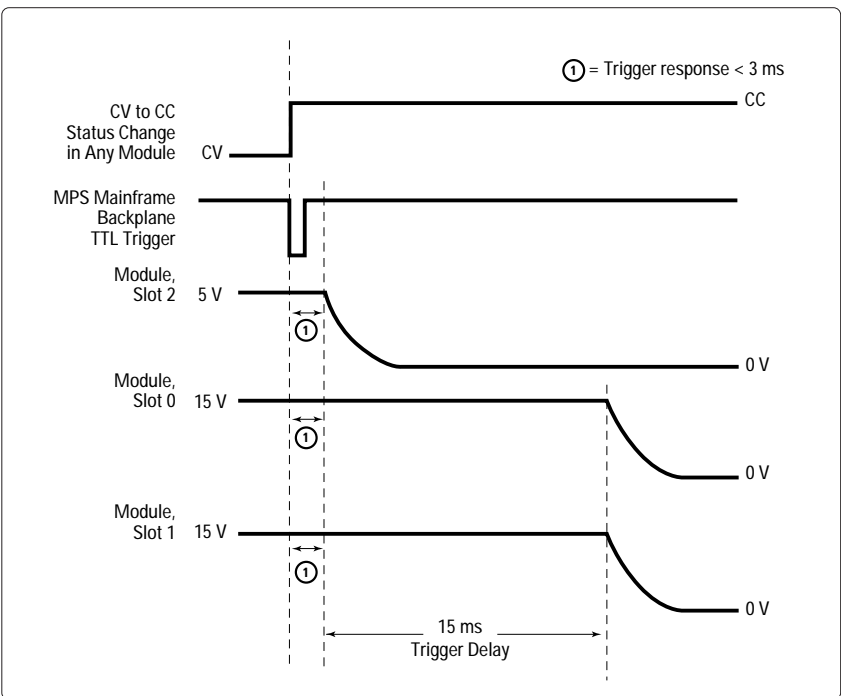 ① = Trigger response < 3 ms
CV to CC
Status Change
in Any Module
CV
CC
MPS Mainframe
Backplane
TTL Trigger
Module,
Slot 2
5 V
①
0 V
Module,
Slot 0
15 V
①
0 V
Module,
Slot 1
15 V
①
0 V
15 ms
Trigger Delay